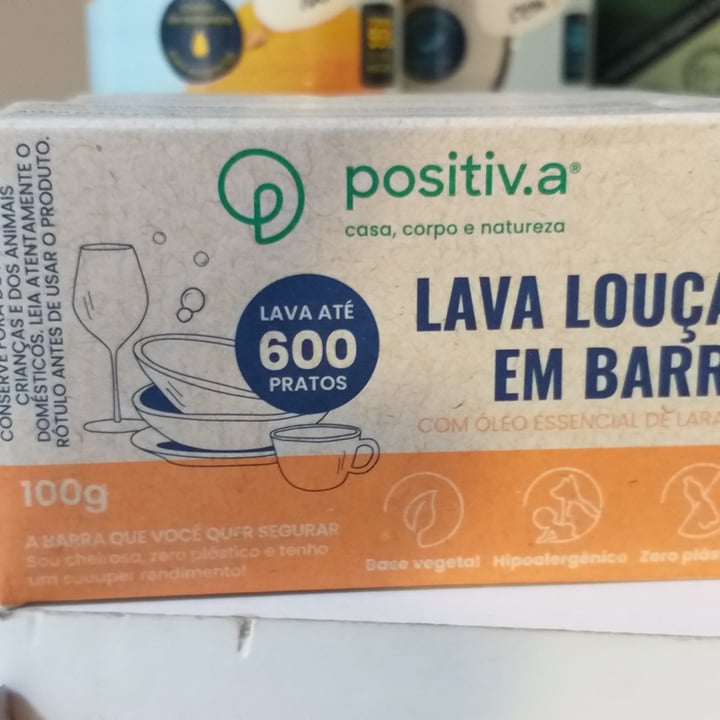 positiv.a®
casa, corpo e natureza
LAVA LOUÇA
EM BARR
COM ÓLEO ESSENCIAL DE LARA
LAVA ATÉ
600
PRATOS
100g
A BARRA QUE VOCÊ QUER SEGURAR
Sou cheirosa, zero plástico e tenho
um suuuper rendimento!
Base vegetal
Hipoalergênico
Zero plás
CONSERVE FORA DO
CRIANÇAS E DOS ANIMAIS
DOMÉSTICOS. LEIA ATENTAMENTE O
RÓTULO ANTES DE USAR O PRODUTO.